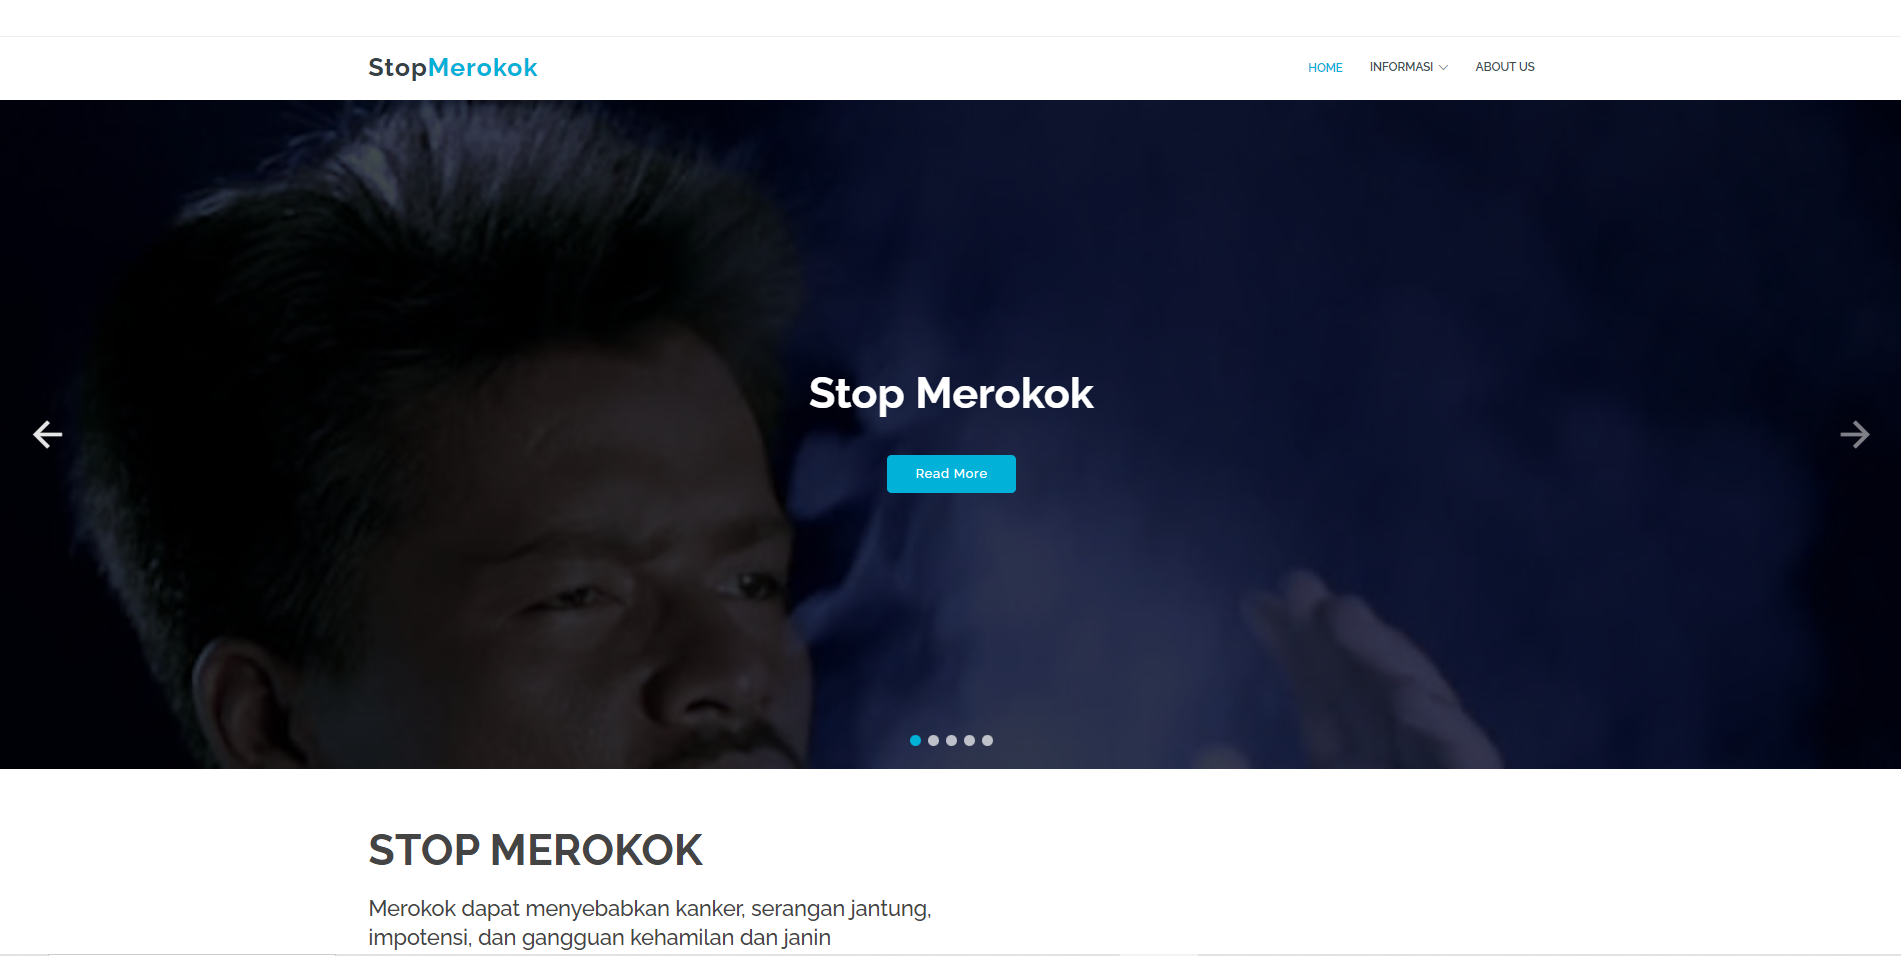 StopMerokok
HOME INFORMASI ABOUT US
Stop Merokok
Read More
STOP MEROKOK
Merokok dapat menyebabkan kanker, serangan jantung,
impotensi, dan gangguan kehamilan dan janin